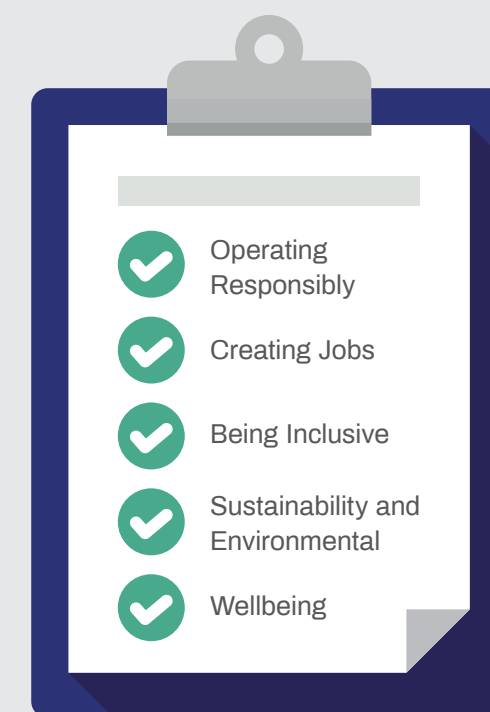 Operating
Responsibly
Creating Jobs
Being Inclusive
Sustainability and
Environmental
Wellbeing